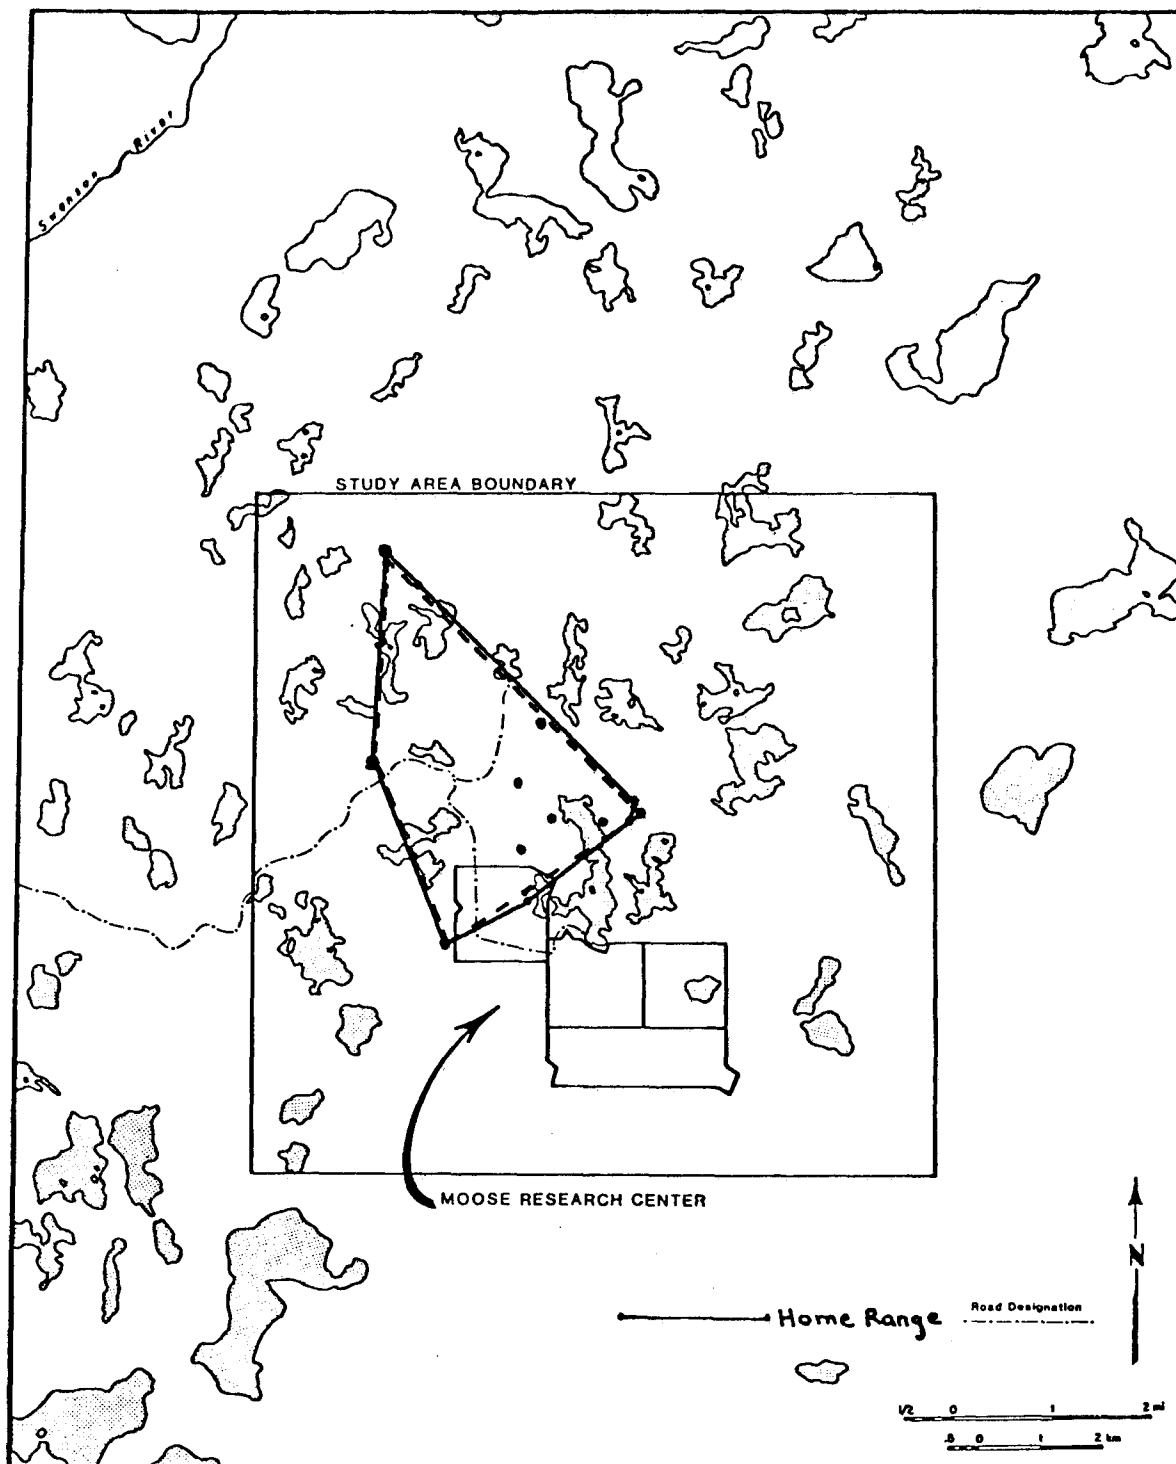 Swanson River
STUDY AREA BOUNDARY
MOOSE RESEARCH CENTER
N
Home Range
Road Designation
1/2 0 1 2 mi
.5 0 1 2 km